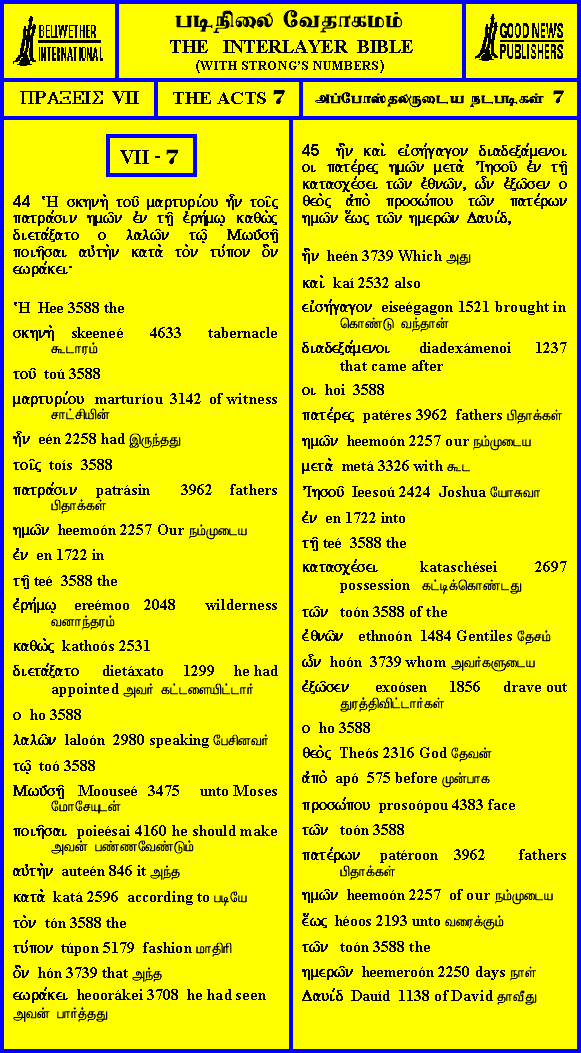 BELLWETHER
INTERNATIONAL
படிநிலை வேதாகமம்
THE INTERLAYER BIBLE
(WITH STRONG'S NUMBERS)
GOOD NEWS
PUBLISHERS
ΠΡΑΞΕΙΣ VII
THE ACTS 7
அப்போஸ்தலருடைய நடபடிகள் 7
VII - 7
44 Ἡ σκηνὴ τοῦ μαρτυρίου ἦν τοῖς
πατράσιν ημῶν ἐν τῇ ἐρήμῳ καθὼς
διετάξατο ο λαλῶν τῷ Μωϋσῇ
ποιῆσαι αὐτὴν κατὰ τὸν τύπον ὃν
εωράκει·
Ἡ Hee 3588 the
σκηνὴ skeeneé 4633 tabernacle
கூடாரம்
τοῦ toú 3588
μαρτυρίου marturíou 3142 of witness
சாட்சியின்
ἦν eén 2258 had இருந்தது
τοῖς toís 3588
πατράσιν patrásin 3962 fathers
பிதாக்கள்
ημῶν heemoón 2257 Our நம்முடைய
ἐν en 1722 in
τῇ teé 3588 the
ἐρήμῳ ereémoo 2048 wilderness
வனாந்தரம்
καθὼς kathoós 2531
διετάξατο dietáxato 1299 he had
appointed அவர் கட்டளையிட்டார்
ο ho 3588
λαλῶν laloón 2980 speaking பேசினவர்
τῷ toó 3588
Μωϋσῇ Moouseé 3475 unto Moses
மோசேயுடன்
ποιῆσαι poieésai 4160 he should make
அவன் பண்ணவேண்டும்
αὐτὴν auteén 846 it அந்த
κατὰ katá 2596 according to படியே
τὸν tón 3588 the
τύπον túpon 5179 fashion மாதிரி
ὃν hón 3739 that அந்த
εωράκει heoorákei 3708 he had seen
அவன் பார்த்தது
45 ἣν καὶ εἰσήγαγον διαδεξάμενοι
οι πατέρες ημῶν μετὰ Ἰησοῦ ἐν τῇ
κατασχέσει τῶν ἐθνῶν, ὧν ἐξῶσεν ο
θεὸς ἀπὸ προσώπου τῶν πατέρων
ημῶν ἕως τῶν ημερῶν Δαυίδ,
ἣν heén 3739 Which அது
καὶ kaí 2532 also
εἰσήγαγον eiseégagon 1521 brought in
கொண்டு வந்தான்
διαδεξάμενοι diadexámenoi 1237
that came after
οι hoi 3588
πατέρες patéres 3962 fathers பிதாக்கள்
ημῶν heemoón 2257 our நம்முடைய
μετὰ metá 3326 with கூட
Ἰησοῦ Ieesoú 2424 Joshua யோசுவா
ἐν en 1722 into
τῇ teé 3588 the
κατασχέσει kataschései 2697
possession கட்டிக்கொண்டது
τῶν toón 3588 of the
ἐθνῶν ethnoón 1484 Gentiles தேசம்
ὧν hoón 3739 whom அவர்களுடைய
ἐξῶσεν exoósen 1856 drave out
துரத்திவிட்டார்கள்
ο ho 3588
θεὸς Theós 2316 God தேவன்
ἀπὸ apó 575 before முன்பாக
προσώπου prosoópou 4383 face
τῶν toón 3588
πατέρων patéroon 3962 fathers
பிதாக்கள்
ημῶν heemoón 2257 of our நம்முடைய
ἕως héoos 2193 unto வரைக்கும்
τῶν toón 3588 the
ημερῶν heemeroón 2250 days நாள்
Δαυίδ Dauíd 1138 of David தாவீது